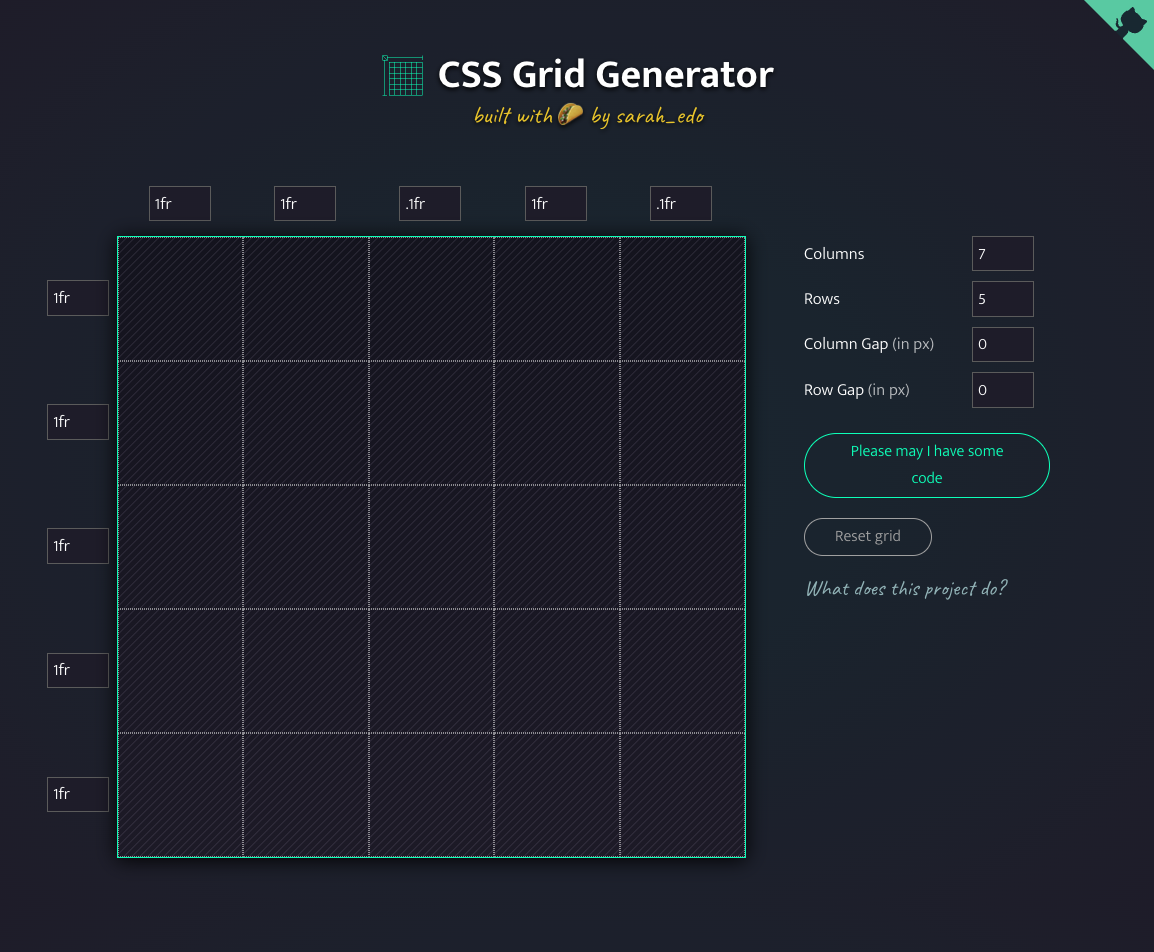 CSS Grid Generator
built with 🌮 by sarah_edo
1fr 1fr .1fr 1fr .1fr
Columns 7
1fr
Rows 5
Column Gap (in px) 0
Row Gap (in px) 0
1fr
Please may I have some
code
Reset grid
1fr
What does this project do?
1fr
1fr